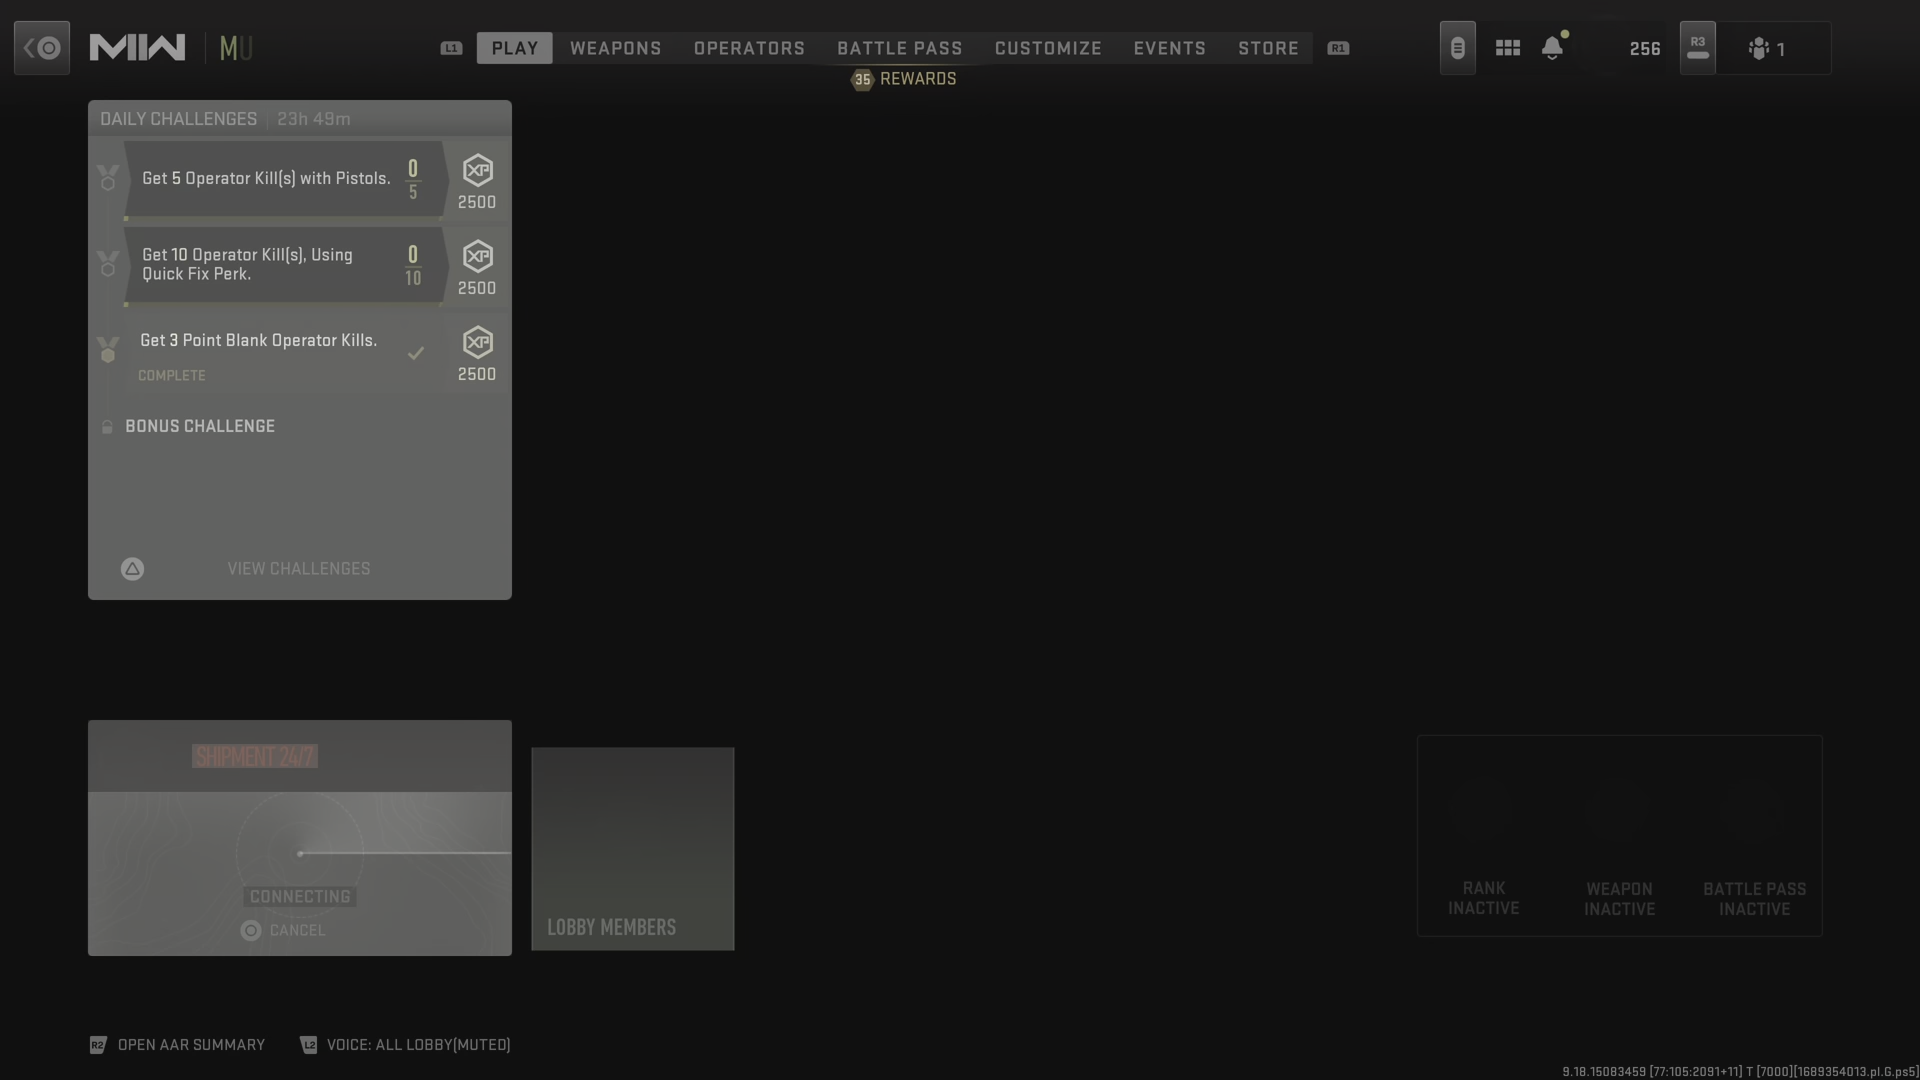 MW MU
L1 PLAY WEAPONS OPERATORS BATTLE PASS CUSTOMIZE EVENTS STORE R1
256 R3 1
35 REWARDS
DAILY CHALLENGES 23h 49m
Get 5 Operator Kill(s) with Pistols.
0
5
XP
2500
Get 10 Operator Kill(s), Using
Quick Fix Perk.
0
10
XP
2500
Get 3 Point Blank Operator Kills.
COMPLETE
XP
2500
BONUS CHALLENGE
VIEW CHALLENGES
SHIPMENT 24/7
CONNECTING
CANCEL
LOBBY MEMBERS
RANK
INACTIVE
WEAPON
INACTIVE
BATTLE PASS
INACTIVE
R2 OPEN AAR SUMMARY L2 VOICE: ALL LOBBY(MUTED)
9.18.15083459 [77:105:2091+11] T [7000][1689354013.pl.G.ps5]